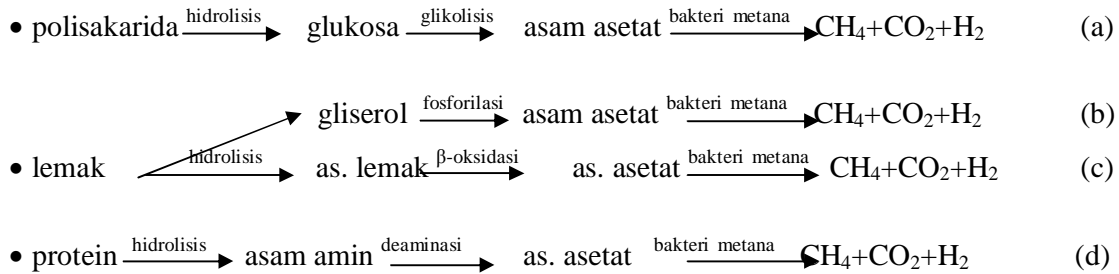 • polisakarida hidrolisis glukosa glikolisis asam asetat bakteri metana CH₄+CO₂+H₂ (a)
gliserol fosforilasi asam asetat bakteri metana CH₄+CO₂+H₂ (b)
• lemak hidrolisis as. lemak β-oksidasi as. asetat bakteri metana CH₄+CO₂+H₂ (c)
• protein hidrolisis asam amin deaminasi as. asetat bakteri metana CH₄+CO₂+H₂ (d)